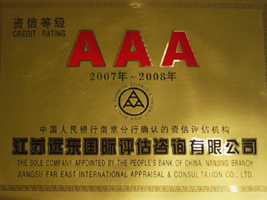 资信等级
CREDIT RATING
AAA
2007年~2008年
中国人民银行南京分行确认的资信评估机构
江苏远东国际评估咨询有限公司
THE SOLE COMPANY APPOINTED BY THE PEOPLE'S BANK OF CHINA, NANJING BRANCH
JIANGSU FAR EAST INTERNATIONAL APPRAISAL & CONSULTATION CO., LTD.